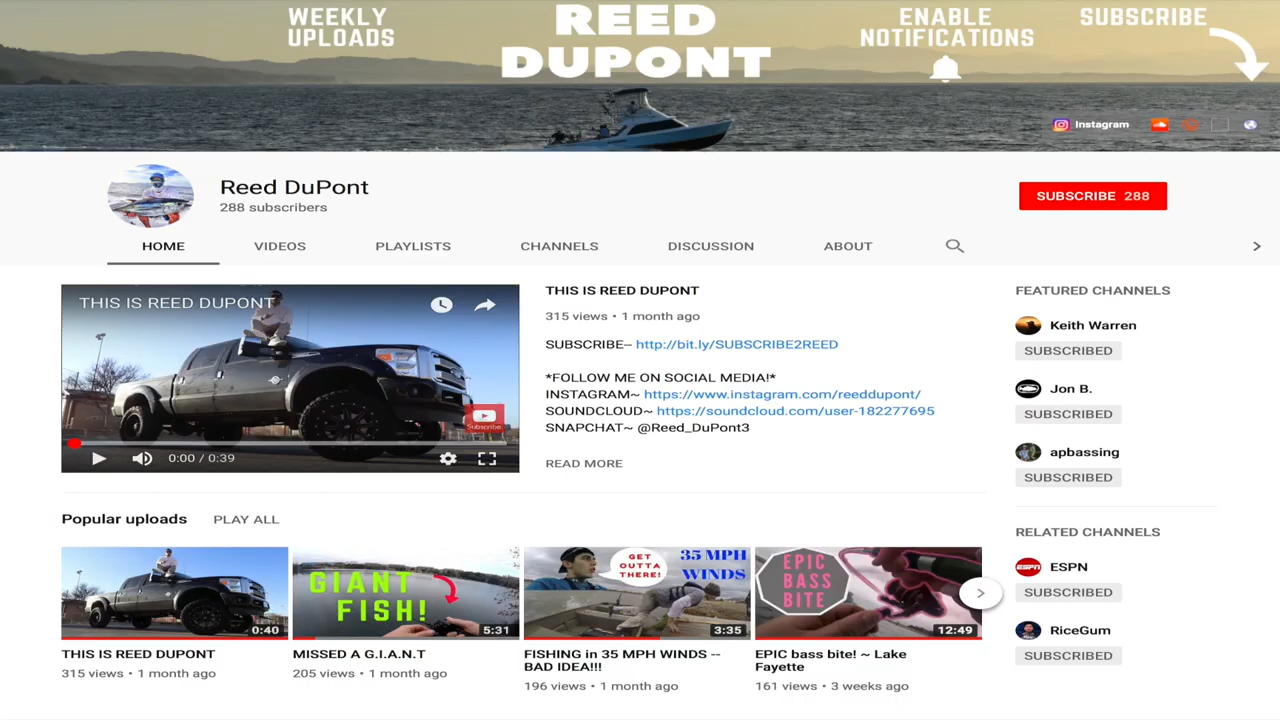 WEEKLY
UPLOADS
REED
DUPONT
ENABLE
NOTIFICATIONS
SUBSCRIBE
Instagram
Reed DuPont
288 subscribers
SUBSCRIBE 288
HOME
VIDEOS
PLAYLISTS
CHANNELS
DISCUSSION
ABOUT
THIS IS REED DUPONT
Subscribe
0:00 / 0:39
THIS IS REED DUPONT
315 views • 1 month ago
SUBSCRIBE-- http://bit.ly/SUBSCRIBE2REED
*FOLLOW ME ON SOCIAL MEDIA!*
INSTAGRAM~ https://www.instagram.com/reeddupont/
SOUNDCLOUD~ https://soundcloud.com/user-182277695
SNAPCHAT~ @Reed_DuPont3
READ MORE
FEATURED CHANNELS
Keith Warren
SUBSCRIBED
Jon B.
SUBSCRIBED
apbassing
SUBSCRIBED
RELATED CHANNELS
ESPN
ESPN
SUBSCRIBED
RiceGum
SUBSCRIBED
Popular uploads
PLAY ALL
0:40
THIS IS REED DUPONT
315 views • 1 month ago
GIANT
FISH!
5:31
MISSED A G.I.A.N.T
205 views • 1 month ago
GET
OUTTA
THERE!
35 MPH
WINDS
3:35
FISHING in 35 MPH WINDS --
BAD IDEA!!!
196 views • 1 month ago
EPIC
BASS
BITE
12:49
EPIC bass bite! ~ Lake
Fayette
161 views • 3 weeks ago